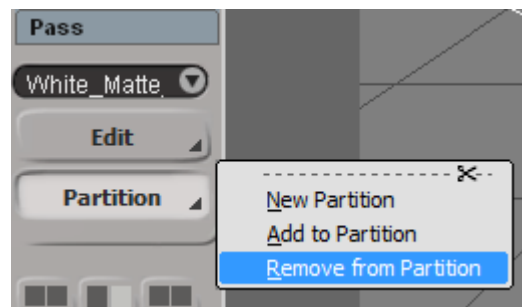 Pass
White_Matte_
Edit
Partition
New Partition
Add to Partition
Remove from Partition